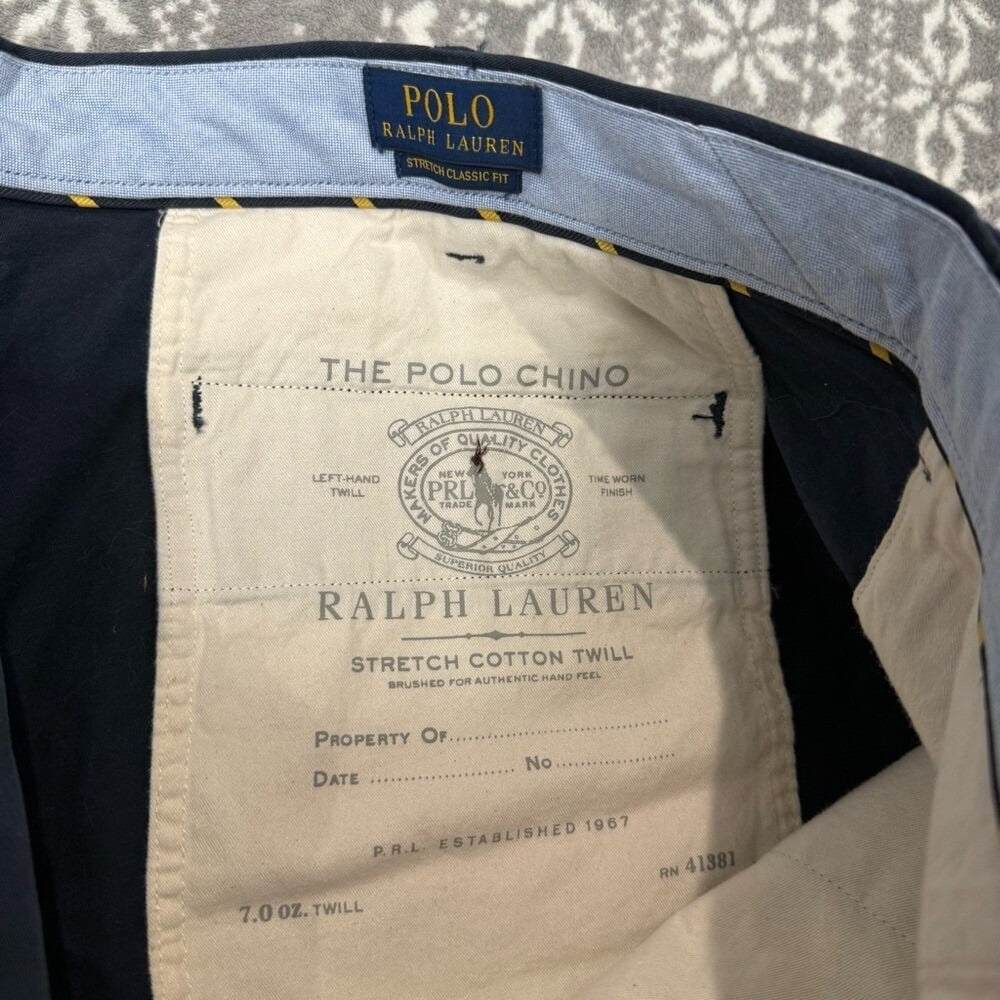 POLO
RALPH LAUREN
STRETCH CLASSIC FIT
THE POLO CHINO
RALPH LAUREN
MAKERS OF QUALITY CLOTHES
LEFT-HAND
TWILL
NEW YORK
PRL &Co
TRADE MARK
TIME WORN
FINISH
SUPERIOR QUALITY
RALPH LAUREN
STRETCH COTTON TWILL
BRUSHED FOR AUTHENTIC HAND FEEL
PROPERTY OF..............................
DATE .................... No................
P.R.L. ESTABLISHED 1967
RN 41381
7.0 oz. TWILL